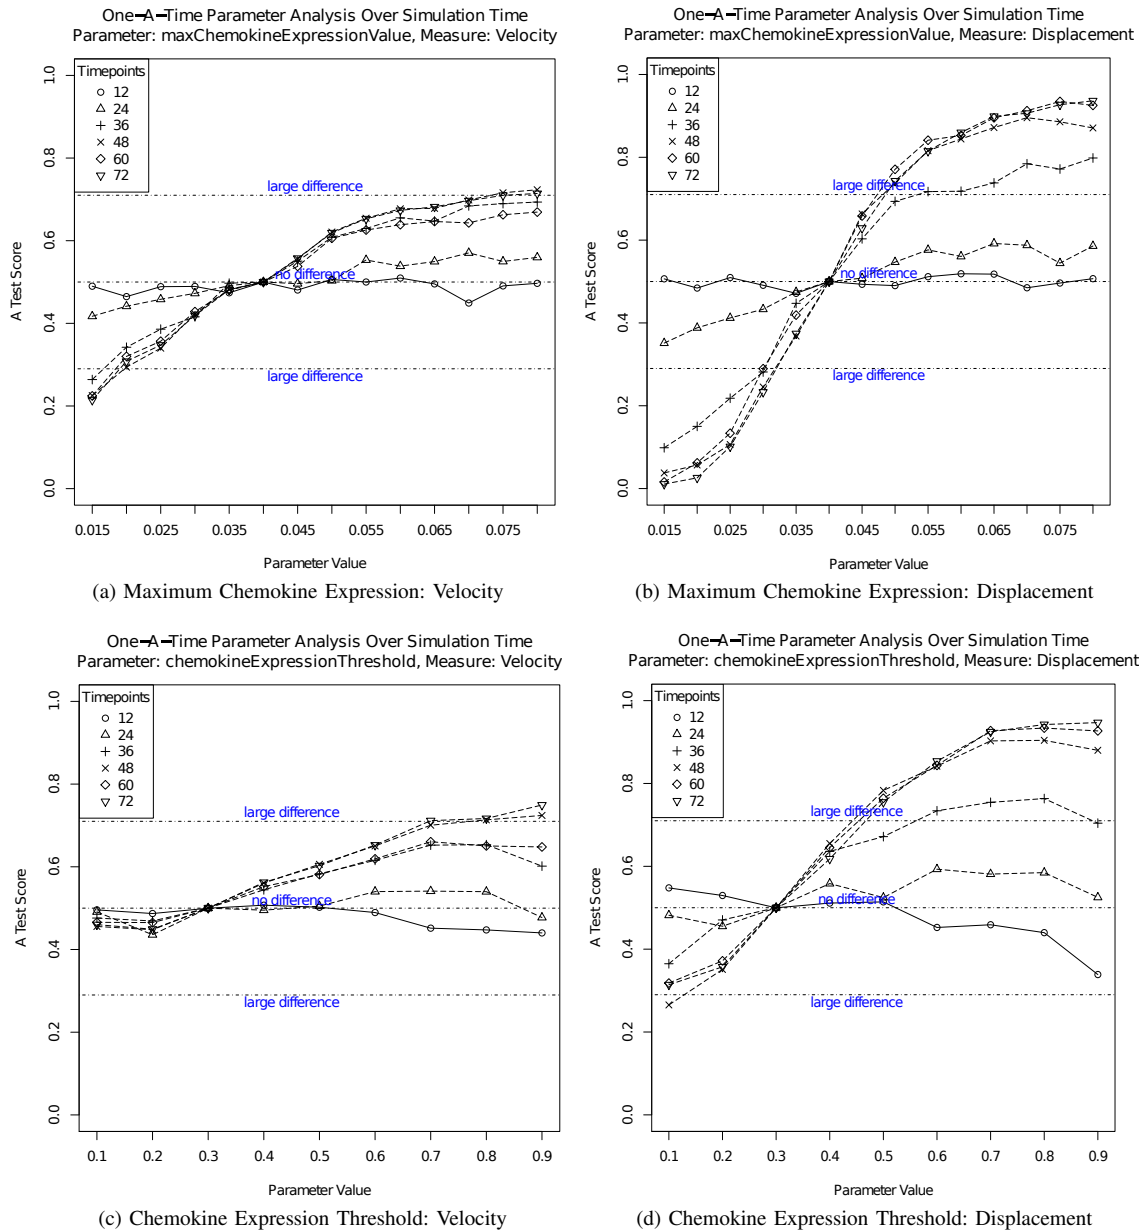 One-A-Time Parameter Analysis Over Simulation Time
Parameter: maxChemokineExpressionValue, Measure: Velocity
Timepoints
12
24
36
48
60
72
large difference
no difference
large difference
A Test Score
0.0
0.2
0.4
0.6
0.8
1.0
0.015
0.025
0.035
0.045
0.055
0.065
0.075
Parameter Value
(a) Maximum Chemokine Expression: Velocity
One-A-Time Parameter Analysis Over Simulation Time
Parameter: maxChemokineExpressionValue, Measure: Displacement
Timepoints
12
24
36
48
60
72
large difference
no difference
large difference
A Test Score
0.0
0.2
0.4
0.6
0.8
1.0
0.015
0.025
0.035
0.045
0.055
0.065
0.075
Parameter Value
(b) Maximum Chemokine Expression: Displacement
One-A-Time Parameter Analysis Over Simulation Time
Parameter: chemokineExpressionThreshold, Measure: Velocity
Timepoints
12
24
36
48
60
72
large difference
no difference
large difference
A Test Score
0.0
0.2
0.4
0.6
0.8
1.0
0.1
0.2
0.3
0.4
0.5
0.6
0.7
0.8
0.9
Parameter Value
(c) Chemokine Expression Threshold: Velocity
One-A-Time Parameter Analysis Over Simulation Time
Parameter: chemokineExpressionThreshold, Measure: Displacement
Timepoints
12
24
36
48
60
72
large difference
no difference
large difference
A Test Score
0.0
0.2
0.4
0.6
0.8
1.0
0.1
0.2
0.3
0.4
0.5
0.6
0.7
0.8
0.9
Parameter Value
(d) Chemokine Expression Threshold: Displacement